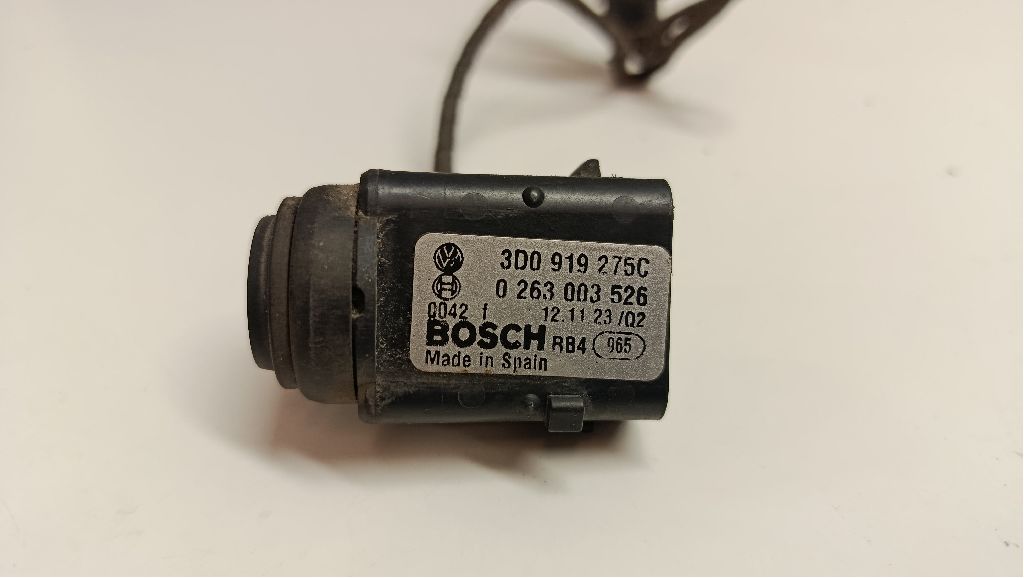 3D0 919 275C
0 263 003 526
0042 f 12.11 23 /02
BOSCH RB4 965
Made in Spain